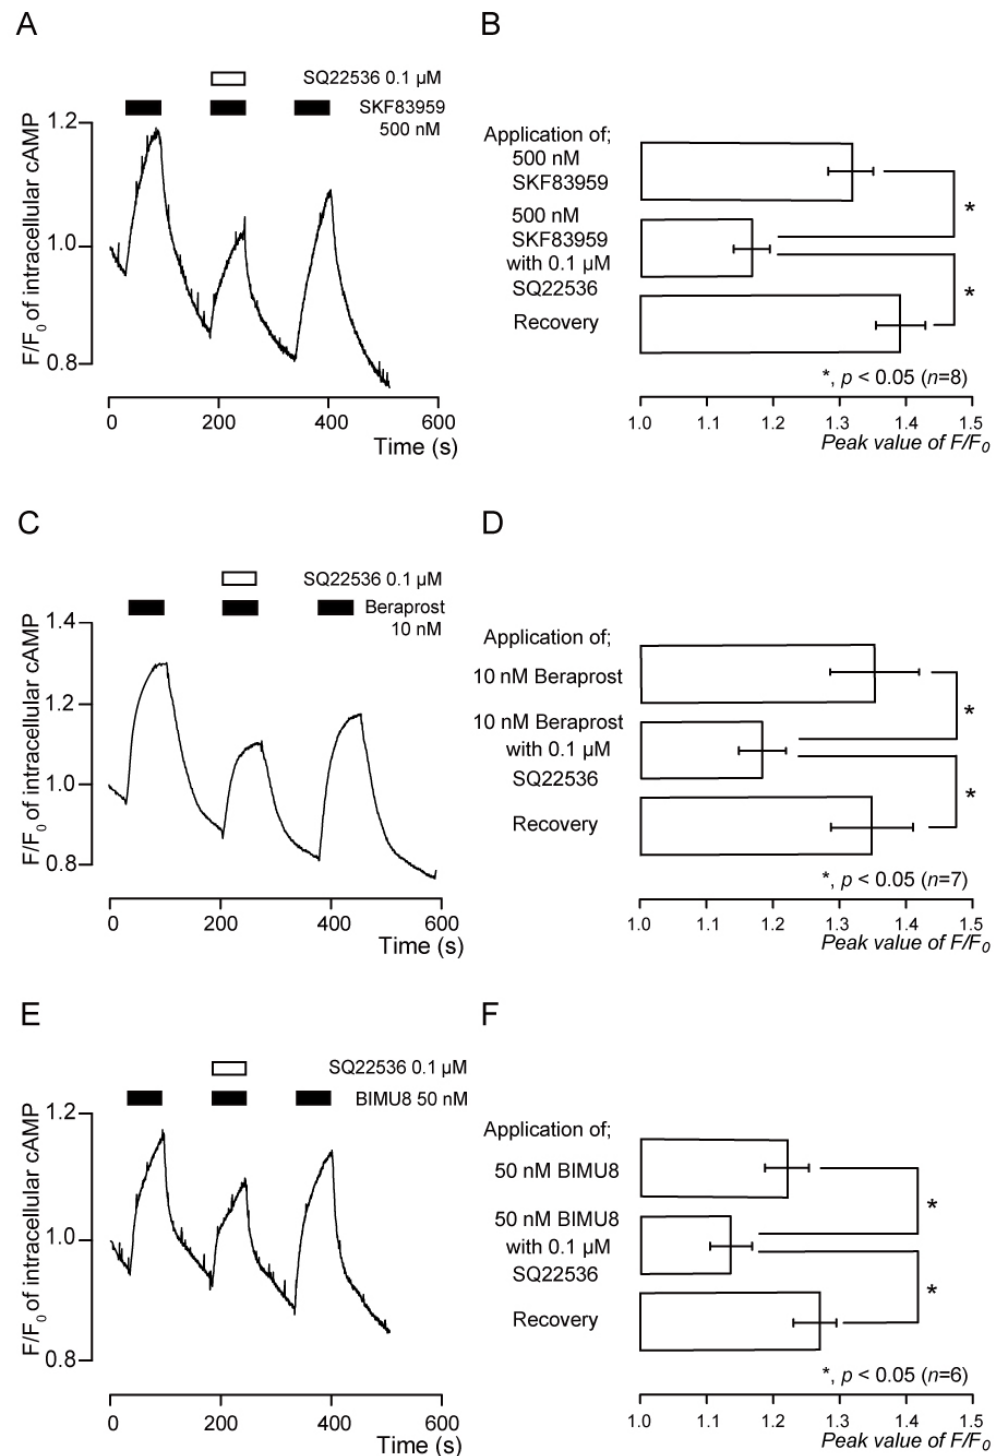 A
SQ22536 0.1 µM
SKF83959
500 nM
F/F0 of intracellular cAMP
1.2
1.0
0.8
0
200
400
600
Time (s)
B
Application of;
500 nM
SKF83959
500 nM
SKF83959
with 0.1 µM
SQ22536
Recovery
*
*
*, p < 0.05 (n=8)
1.0
1.1
1.2
1.3
1.4
1.5
Peak value of F/F0
C
SQ22536 0.1 µM
Beraprost
10 nM
F/F0 of intracellular cAMP
1.4
1.2
1.0
0.8
0
200
400
600
Time (s)
D
Application of;
10 nM Beraprost
10 nM Beraprost
with 0.1 µM
SQ22536
Recovery
*
*
*, p < 0.05 (n=7)
1.0
1.1
1.2
1.3
1.4
1.5
Peak value of F/F0
E
SQ22536 0.1 µM
BIMU8 50 nM
F/F0 of intracellular cAMP
1.2
1.0
0.8
0
200
400
600
Time (s)
F
Application of;
50 nM BIMU8
50 nM BIMU8
with 0.1 µM
SQ22536
Recovery
*
*
*, p < 0.05 (n=6)
1.0
1.1
1.2
1.3
1.4
1.5
Peak value of F/F0